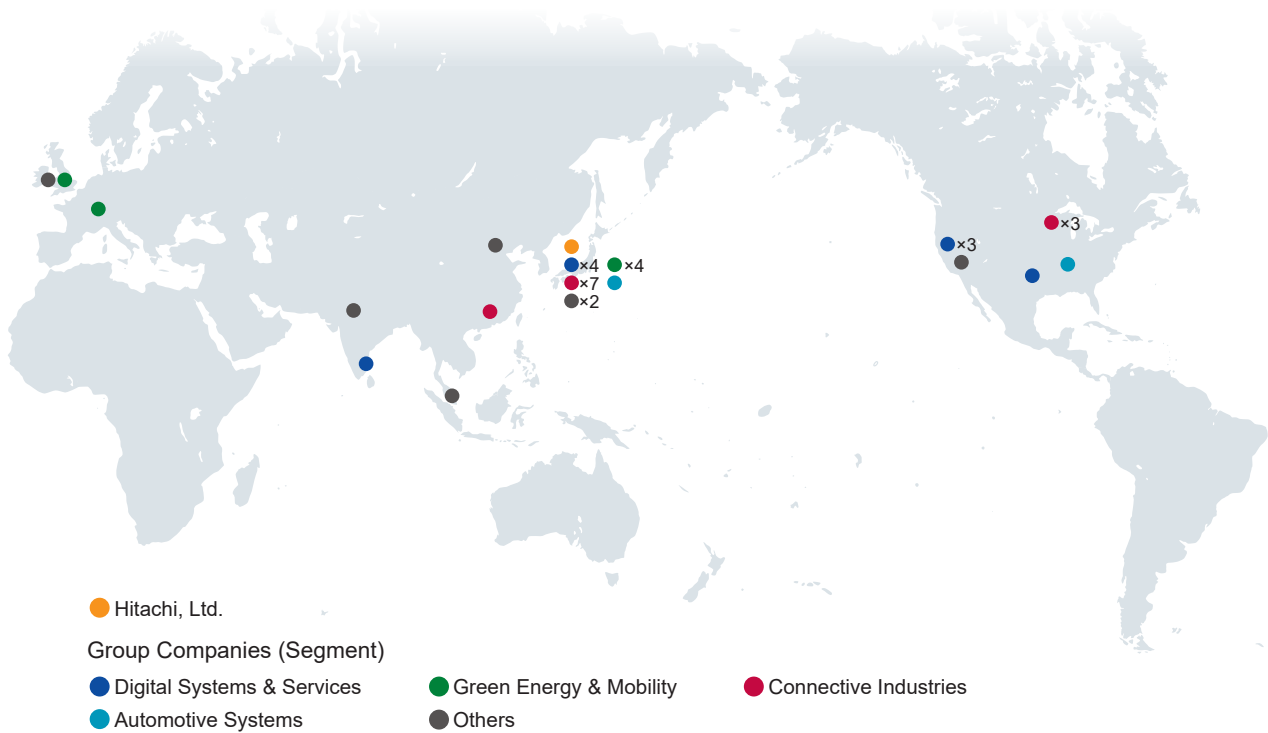 ×3
×3
×4 ×4
×7
×2
Hitachi, Ltd.
Group Companies (Segment)
Digital Systems & Services Green Energy & Mobility Connective Industries
Automotive Systems Others